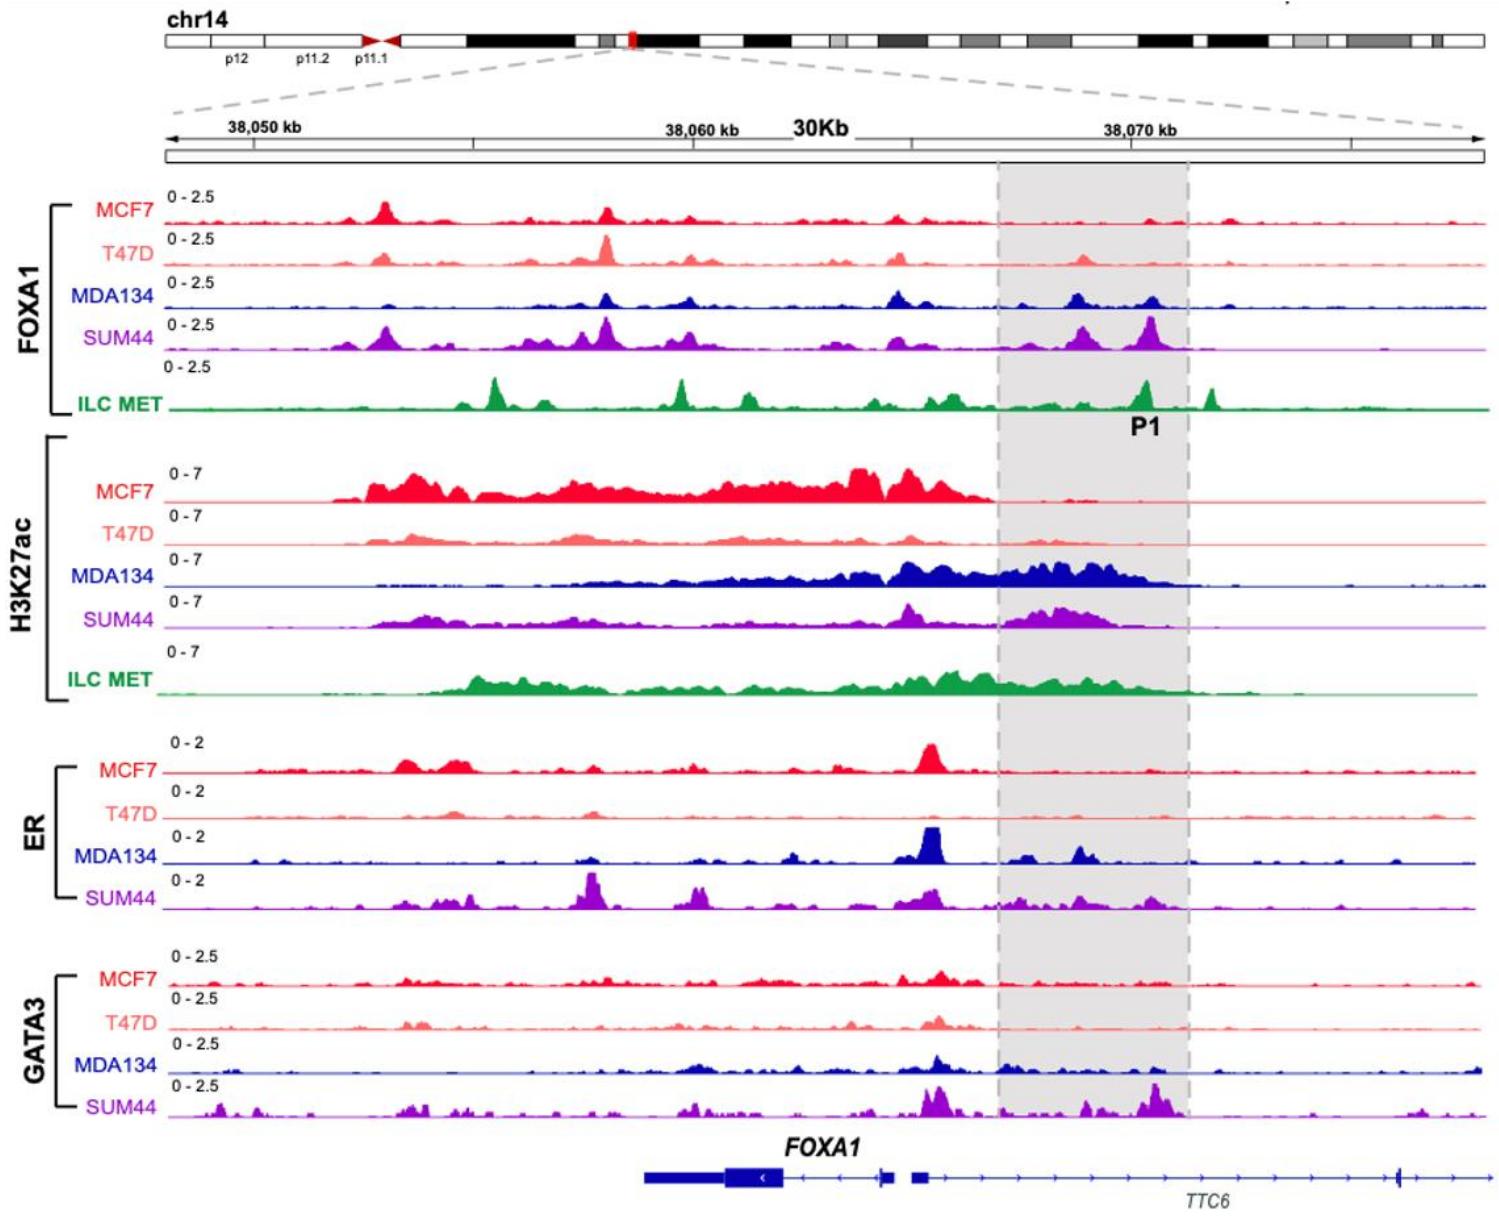 chr14
p12 p11.2 p11.1
38,050 kb 38,060 kb 30Kb 38,070 kb
FOXA1
0 - 2.5
MCF7
0 - 2.5
T47D
0 - 2.5
MDA134
0 - 2.5
SUM44
0 - 2.5
ILC MET
P1
H3K27ac
0 - 7
MCF7
0 - 7
T47D
0 - 7
MDA134
0 - 7
SUM44
0 - 7
ILC MET
ER
0 - 2
MCF7
0 - 2
T47D
0 - 2
MDA134
0 - 2
SUM44
GATA3
0 - 2.5
MCF7
0 - 2.5
T47D
0 - 2.5
MDA134
0 - 2.5
SUM44
FOXA1
TTC6